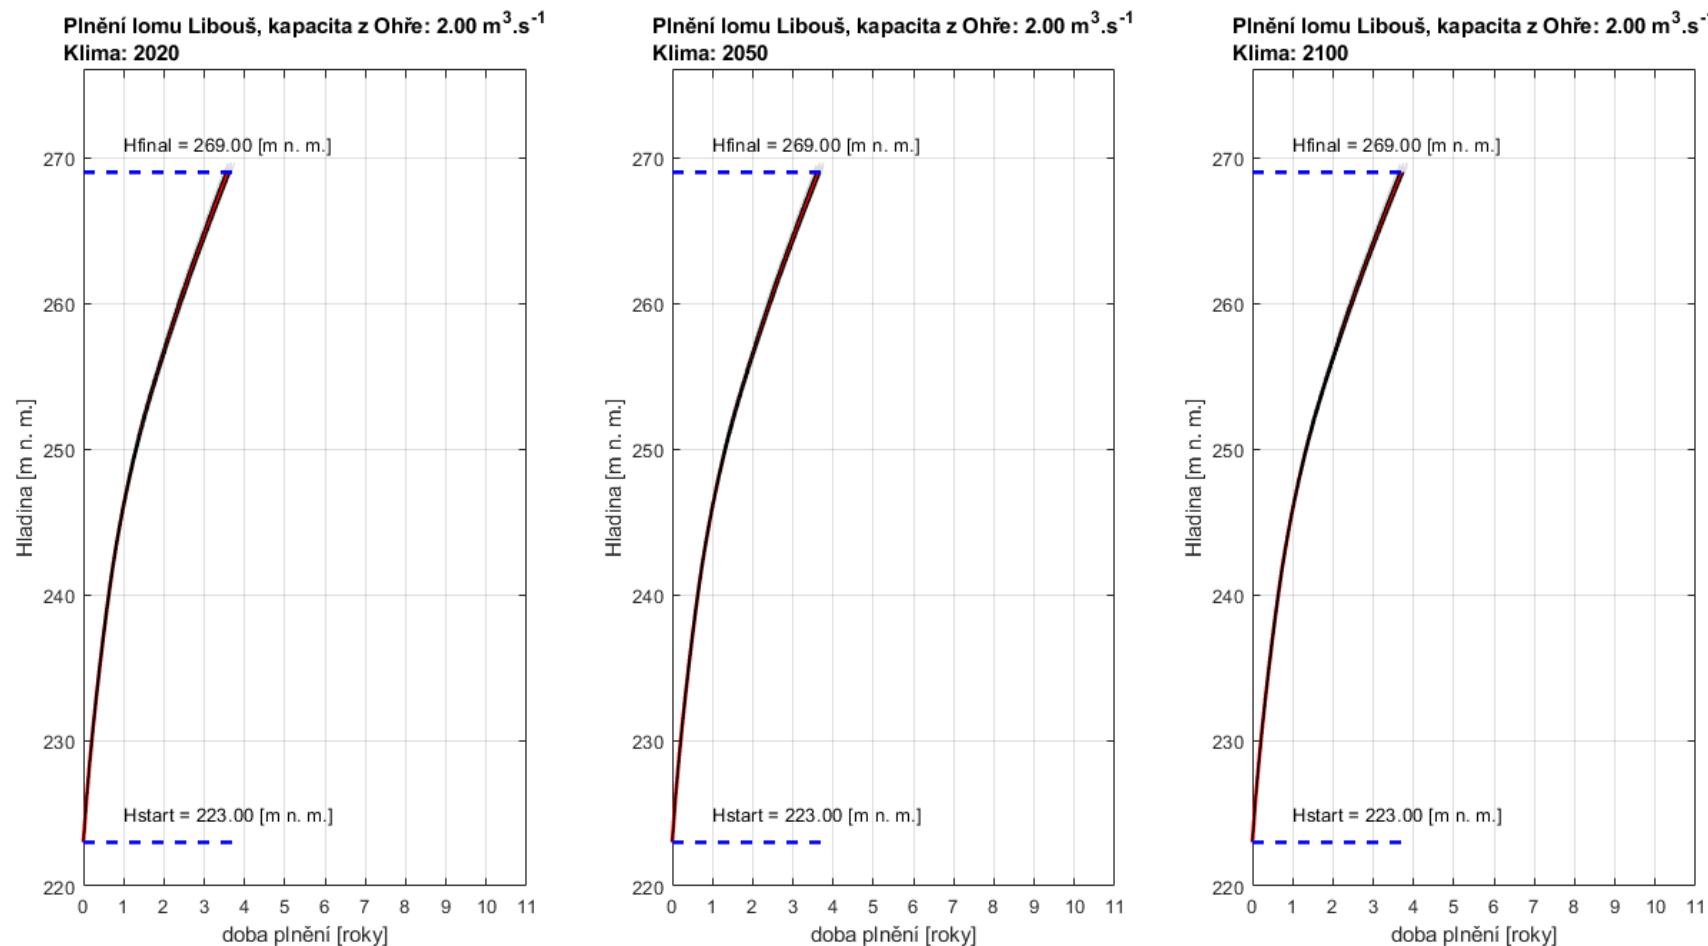 Plnění lomu Libouš, kapacita z Ohře: 2.00 m³.s⁻¹
Klima: 2020
270
260
250
240
230
220
Hladina [m n. m.]
Hfinal = 269.00 [m n. m.]
Hstart = 223.00 [m n. m.]
0 1 2 3 4 5 6 7 8 9 10 11
doba plnění [roky]
Plnění lomu Libouš, kapacita z Ohře: 2.00 m³.s⁻¹
Klima: 2050
270
260
250
240
230
220
Hladina [m n. m.]
Hfinal = 269.00 [m n. m.]
Hstart = 223.00 [m n. m.]
0 1 2 3 4 5 6 7 8 9 10 11
doba plnění [roky]
Plnění lomu Libouš, kapacita z Ohře: 2.00 m³.s⁻
Klima: 2100
270
260
250
240
230
220
Hladina [m n. m.]
Hfinal = 269.00 [m n. m.]
Hstart = 223.00 [m n. m.]
0 1 2 3 4 5 6 7 8 9 10 11
doba plnění [roky]